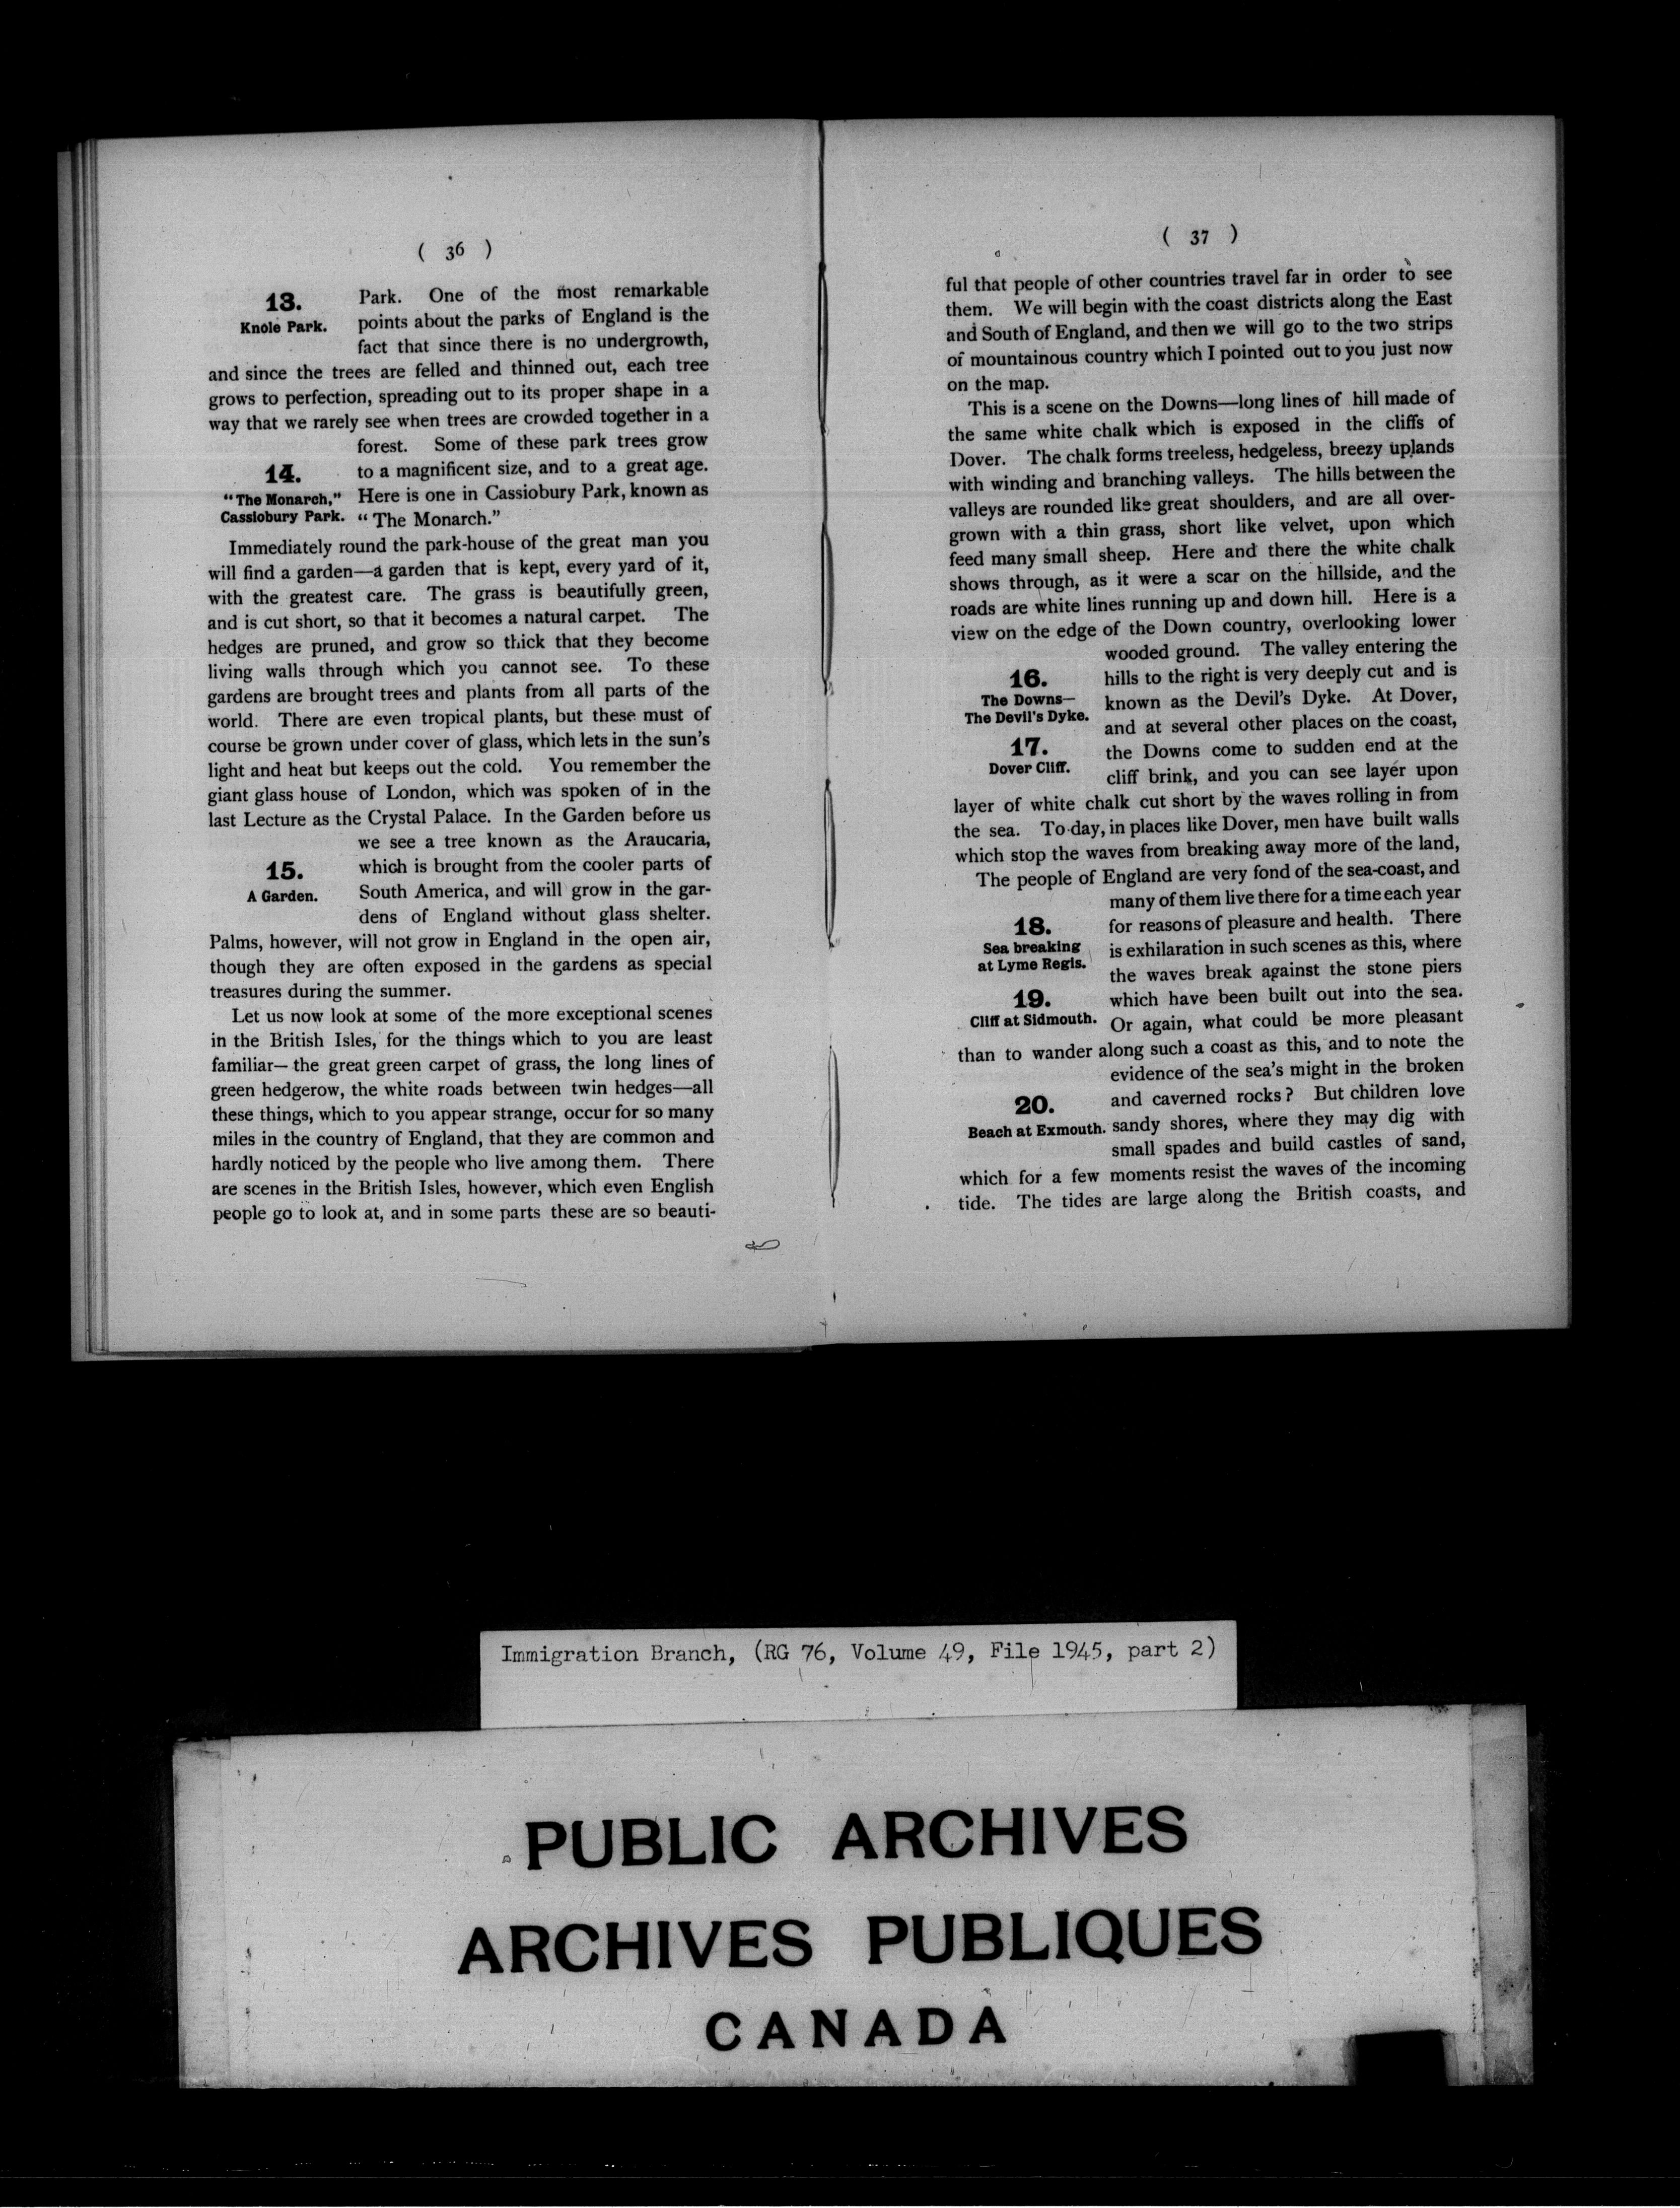 ( 36 )
13.
Knole Park.
Park. One of the most remarkable
points about the parks of England is the
fact that since there is no undergrowth,
and since the trees are felled and thinned out, each tree
grows to perfection, spreading out to its proper shape in a
way that we rarely see when trees are crowded together in a
forest. Some of these park trees grow
14.
"The Monarch,"
Cassiobury Park.
to a magnificent size, and to a great age.
Here is one in Cassiobury Park, known as
"The Monarch."
Immediately round the park-house of the great man you
will find a garden—a garden that is kept, every yard of it,
with the greatest care. The grass is beautifully green,
and is cut short, so that it becomes a natural carpet. The
hedges are pruned, and grow so thick that they become
living walls through which you cannot see. To these
gardens are brought trees and plants from all parts of the
world. There are even tropical plants, but these must of
course be grown under cover of glass, which lets in the sun's
light and heat but keeps out the cold. You remember the
giant glass house of London, which was spoken of in the
last Lecture as the Crystal Palace. In the Garden before us
we see a tree known as the Araucaria,
15.
A Garden.
which is brought from the cooler parts of
South America, and will grow in the gar-
dens of England without glass shelter.
Palms, however, will not grow in England in the open air,
though they are often exposed in the gardens as special
treasures during the summer.
Let us now look at some of the more exceptional scenes
in the British Isles, for the things which to you are least
familiar—the great green carpet of grass, the long lines of
green hedgerow, the white roads between twin hedges—all
these things, which to you appear strange, occur for so many
miles in the country of England, that they are common and
hardly noticed by the people who live among them. There
are scenes in the British Isles, however, which even English
people go to look at, and in some parts these are so beauti-
( 37 )
ful that people of other countries travel far in order to see
them. We will begin with the coast districts along the East
and South of England, and then we will go to the two strips
of mountainous country which I pointed out to you just now
on the map.
This is a scene on the Downs—long lines of hill made of
the same white chalk which is exposed in the cliffs of
Dover. The chalk forms treeless, hedgeless, breezy uplands
with winding and branching valleys. The hills between the
valleys are rounded like great shoulders, and are all over-
grown with a thin grass, short like velvet, upon which
feed many small sheep. Here and there the white chalk
shows through, as it were a scar on the hillside, and the
roads are white lines running up and down hill. Here is a
view on the edge of the Down country, overlooking lower
wooded ground. The valley entering the
16.
The Downs—
The Devil's Dyke.
hills to the right is very deeply cut and is
known as the Devil's Dyke. At Dover,
and at several other places on the coast,
17.
Dover Cliff.
the Downs come to sudden end at the
cliff brink, and you can see layer upon
layer of white chalk cut short by the waves rolling in from
the sea. To-day, in places like Dover, men have built walls
which stop the waves from breaking away more of the land,
The people of England are very fond of the sea-coast, and
many of them live there for a time each year
18.
Sea breaking
at Lyme Regis.
for reasons of pleasure and health. There
is exhilaration in such scenes as this, where
the waves break against the stone piers
19.
Cliff at Sidmouth.
which have been built out into the sea.
Or again, what could be more pleasant
than to wander along such a coast as this, and to note the
evidence of the sea's might in the broken
20.
Beach at Exmouth.
and caverned rocks? But children love
sandy shores, where they may dig with
small spades and build castles of sand,
which for a few moments resist the waves of the incoming
tide. The tides are large along the British coasts, and
Immigration Branch, (RG 76, Volume 49, File 1945, part 2)
PUBLIC ARCHIVES
ARCHIVES PUBLIQUES
CANADA